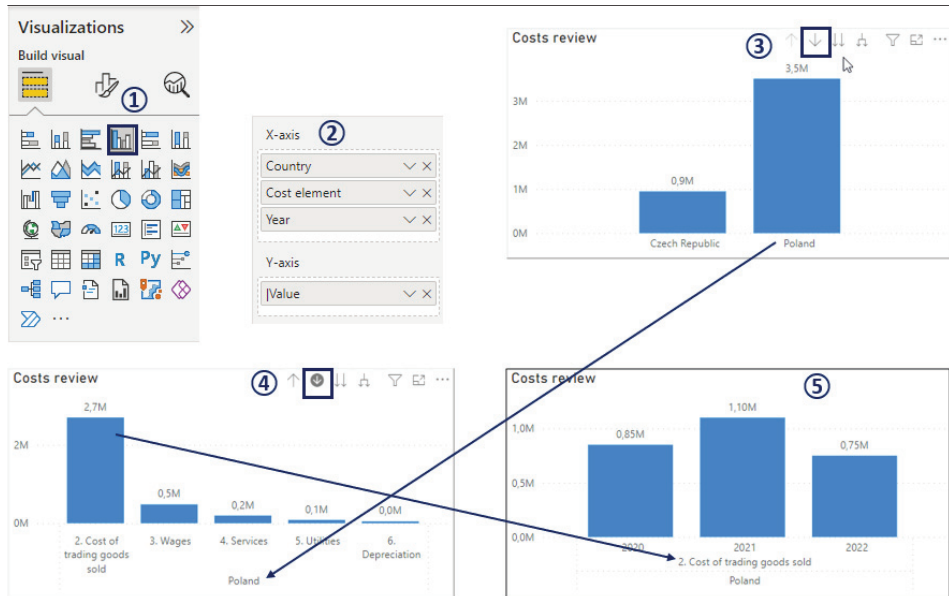 Visualizations
Build visual
①
123
R
Py
X-axis
②
Country
Cost element
Year
Y-axis
|Value
Costs review
③
3,5M
3M
2M
0,9M
1M
0M
Czech Republic
Poland
Costs review
④
2,7M
2M
0,5M
0,2M
0,1M
0,0M
0M
2. Cost of
trading goods
sold
3. Wages
4. Services
5. Utilities
6.
Depreciation
Poland
Costs review
⑤
1,10M
1,0M
0,85M
0,75M
0,5M
0,0M
2020
2021
2022
2. Cost of trading goods sold
Poland